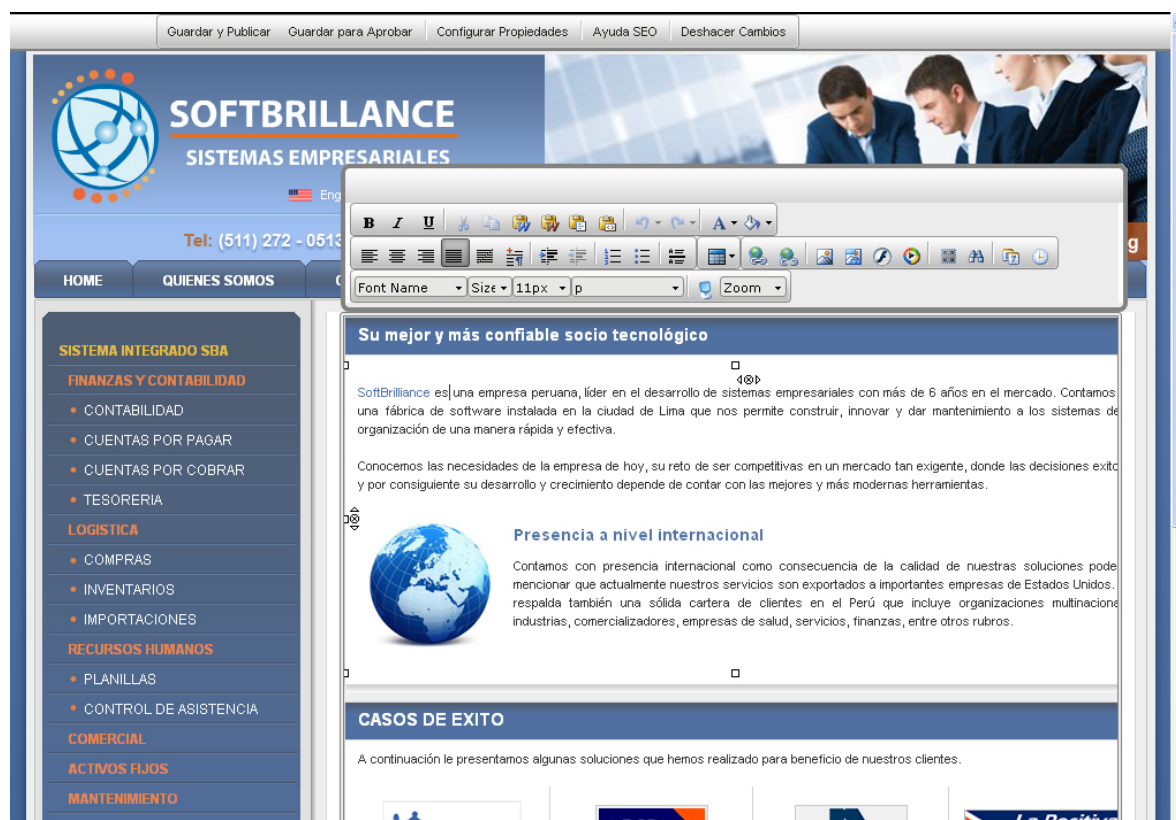 Guardar y Publicar Guardar para Aprobar Configurar Propiedades Ayuda SEO Deshacer Cambios
SOFTBRILLANCE
SISTEMAS EMPRESARIALES
Eng
Tel: (511) 272 - 0513
g
B I U A
Font Name Size 11px p Zoom
HOME QUIENES SOMOS
SISTEMA INTEGRADO SBA
FINANZAS Y CONTABILIDAD
• CONTABILIDAD
• CUENTAS POR PAGAR
• CUENTAS POR COBRAR
• TESORERIA
LOGISTICA
• COMPRAS
• INVENTARIOS
• IMPORTACIONES
RECURSOS HUMANOS
• PLANILLAS
• CONTROL DE ASISTENCIA
COMERCIAL
ACTIVOS FIJOS
MANTENIMIENTO
Su mejor y más confiable socio tecnológico
SoftBrilliance es una empresa peruana, líder en el desarrollo de sistemas empresariales con más de 6 años en el mercado. Contamos
una fábrica de software instalada en la ciudad de Lima que nos permite construir, innovar y dar mantenimiento a los sistemas de
organización de una manera rápida y efectiva.
Conocemos las necesidades de la empresa de hoy, su reto de ser competitivas en un mercado tan exigente, donde las decisiones exito
y por consiguiente su desarrollo y crecimiento depende de contar con las mejores y más modernas herramientas.
Presencia a nivel internacional
Contamos con presencia internacional como consecuencia de la calidad de nuestras soluciones pode
mencionar que actualmente nuestros servicios son exportados a importantes empresas de Estados Unidos.
respalda también una sólida cartera de clientes en el Perú que incluye organizaciones multinaciona
industrias, comercializadores, empresas de salud, servicios, finanzas, entre otros rubros.
CASOS DE EXITO
A continuación le presentamos algunas soluciones que hemos realizado para beneficio de nuestros clientes.
La Positiva